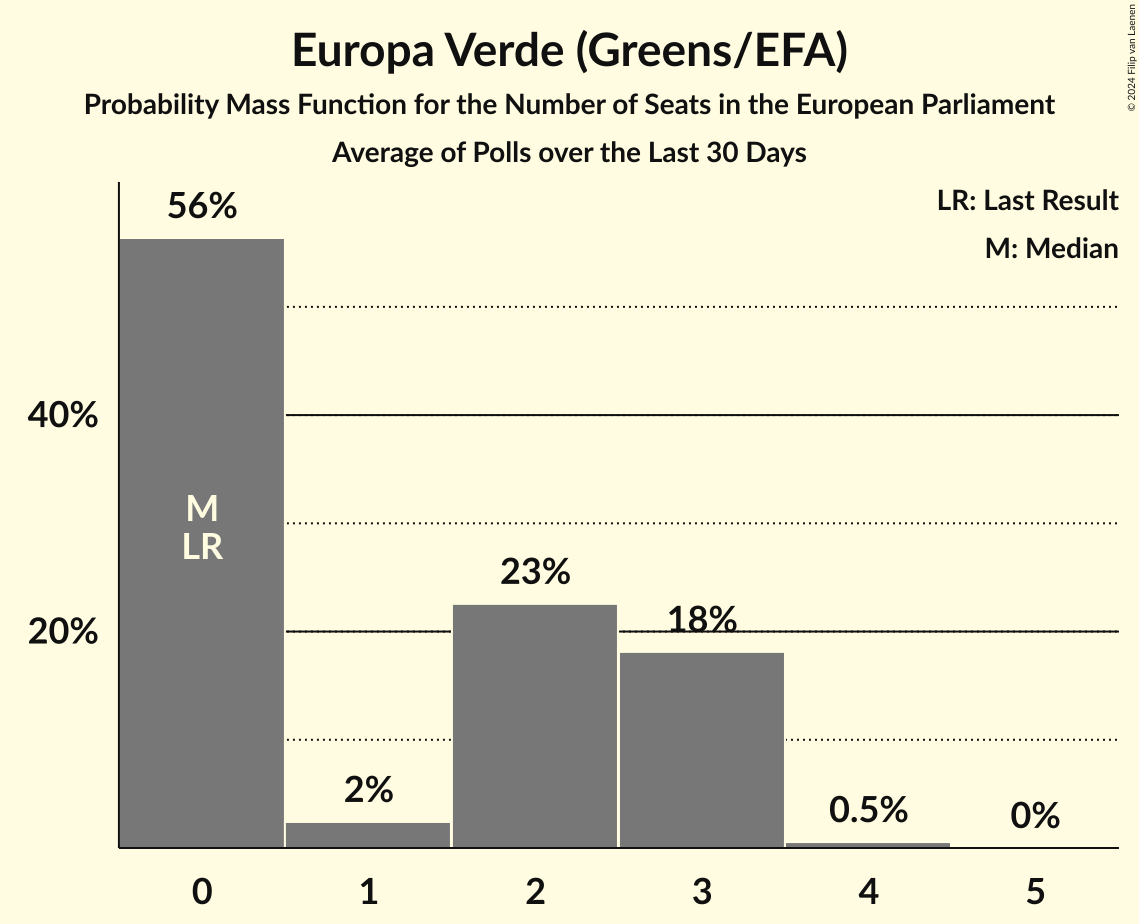 Europa Verde (Greens/EFA)
Probability Mass Function for the Number of Seats in the European Parliament
Average of Polls over the Last 30 Days
© 2024 Filip van Laenen
LR: Last Result
M: Median
56%
40%
M
LR
23%
18%
20%
2%
0.5%
0%
0 1 2 3 4 5